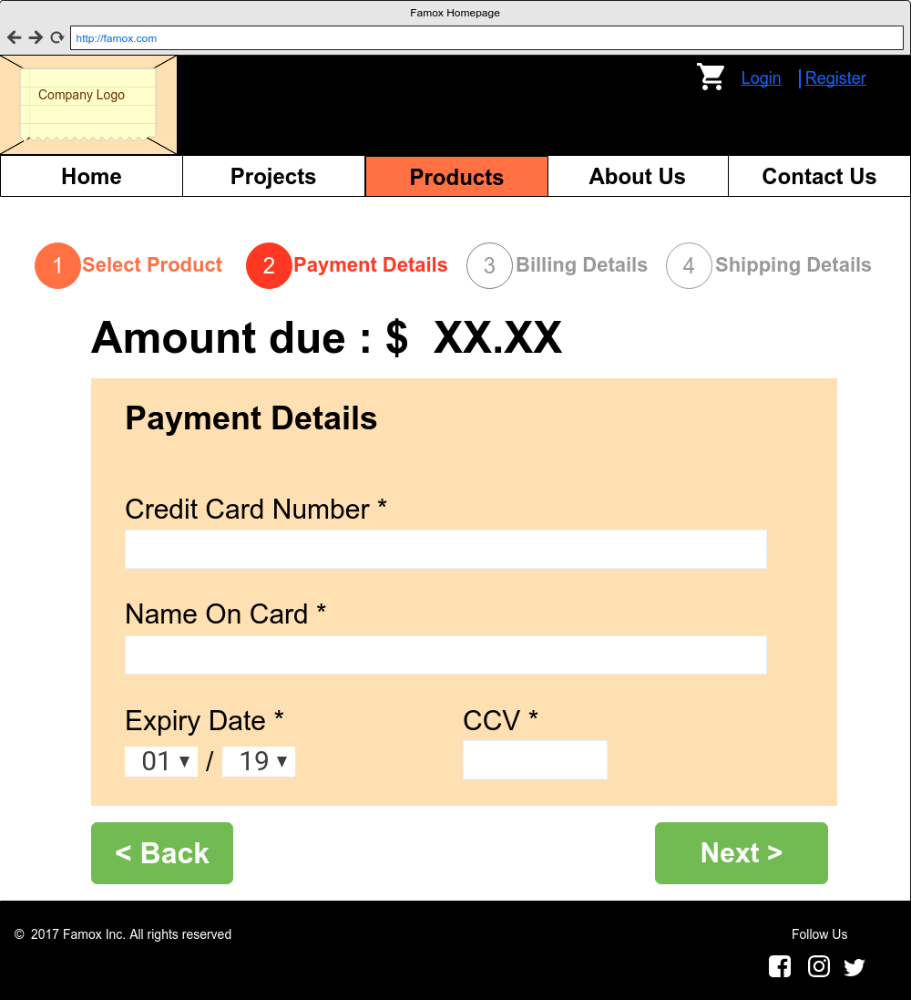 Famox Homepage
http://famox.com
Company Logo
Login | Register
Home Projects Products About Us Contact Us
1 Select Product 2 Payment Details 3 Billing Details 4 Shipping Details
Amount due : $ XX.XX
Payment Details
Credit Card Number *
Name On Card *
Expiry Date * CCV *
01 ▼ / 19 ▼
< Back Next >
© 2017 Famox Inc. All rights reserved Follow Us